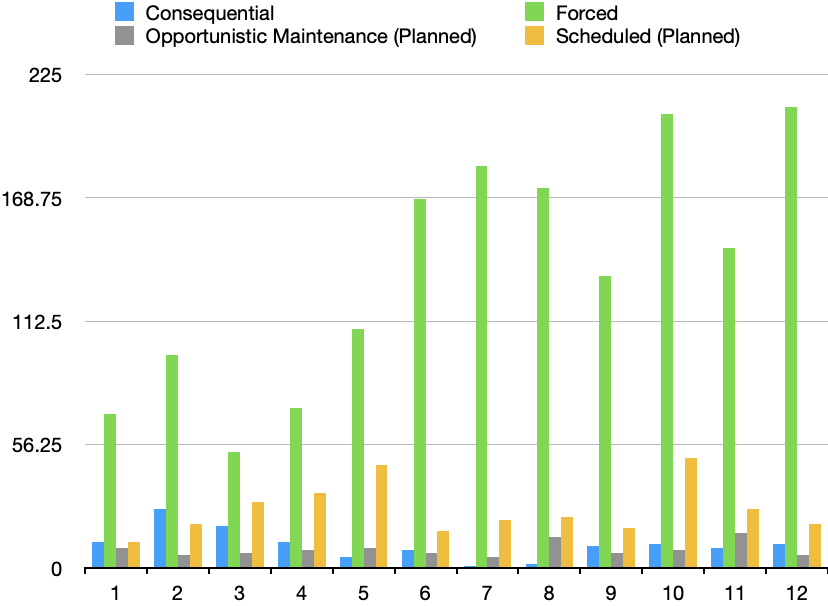 Consequential
Forced
Opportunistic Maintenance (Planned)
Scheduled (Planned)
225
168.75
112.5
56.25
0
1 2 3 4 5 6 7 8 9 10 11 12